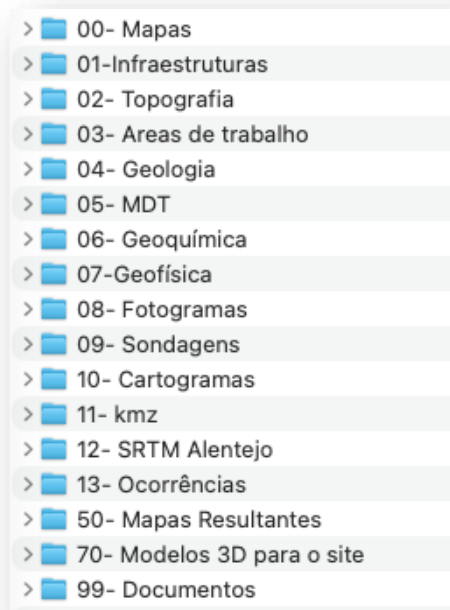 00- Mapas
01-Infraestruturas
02- Topografia
03- Areas de trabalho
04- Geologia
05- MDT
06- Geoquímica
07-Geofísica
08- Fotogramas
09- Sondagens
10- Cartogramas
11- kmz
12- SRTM Alentejo
13- Ocorrências
50- Mapas Resultantes
70- Modelos 3D para o site
99- Documentos